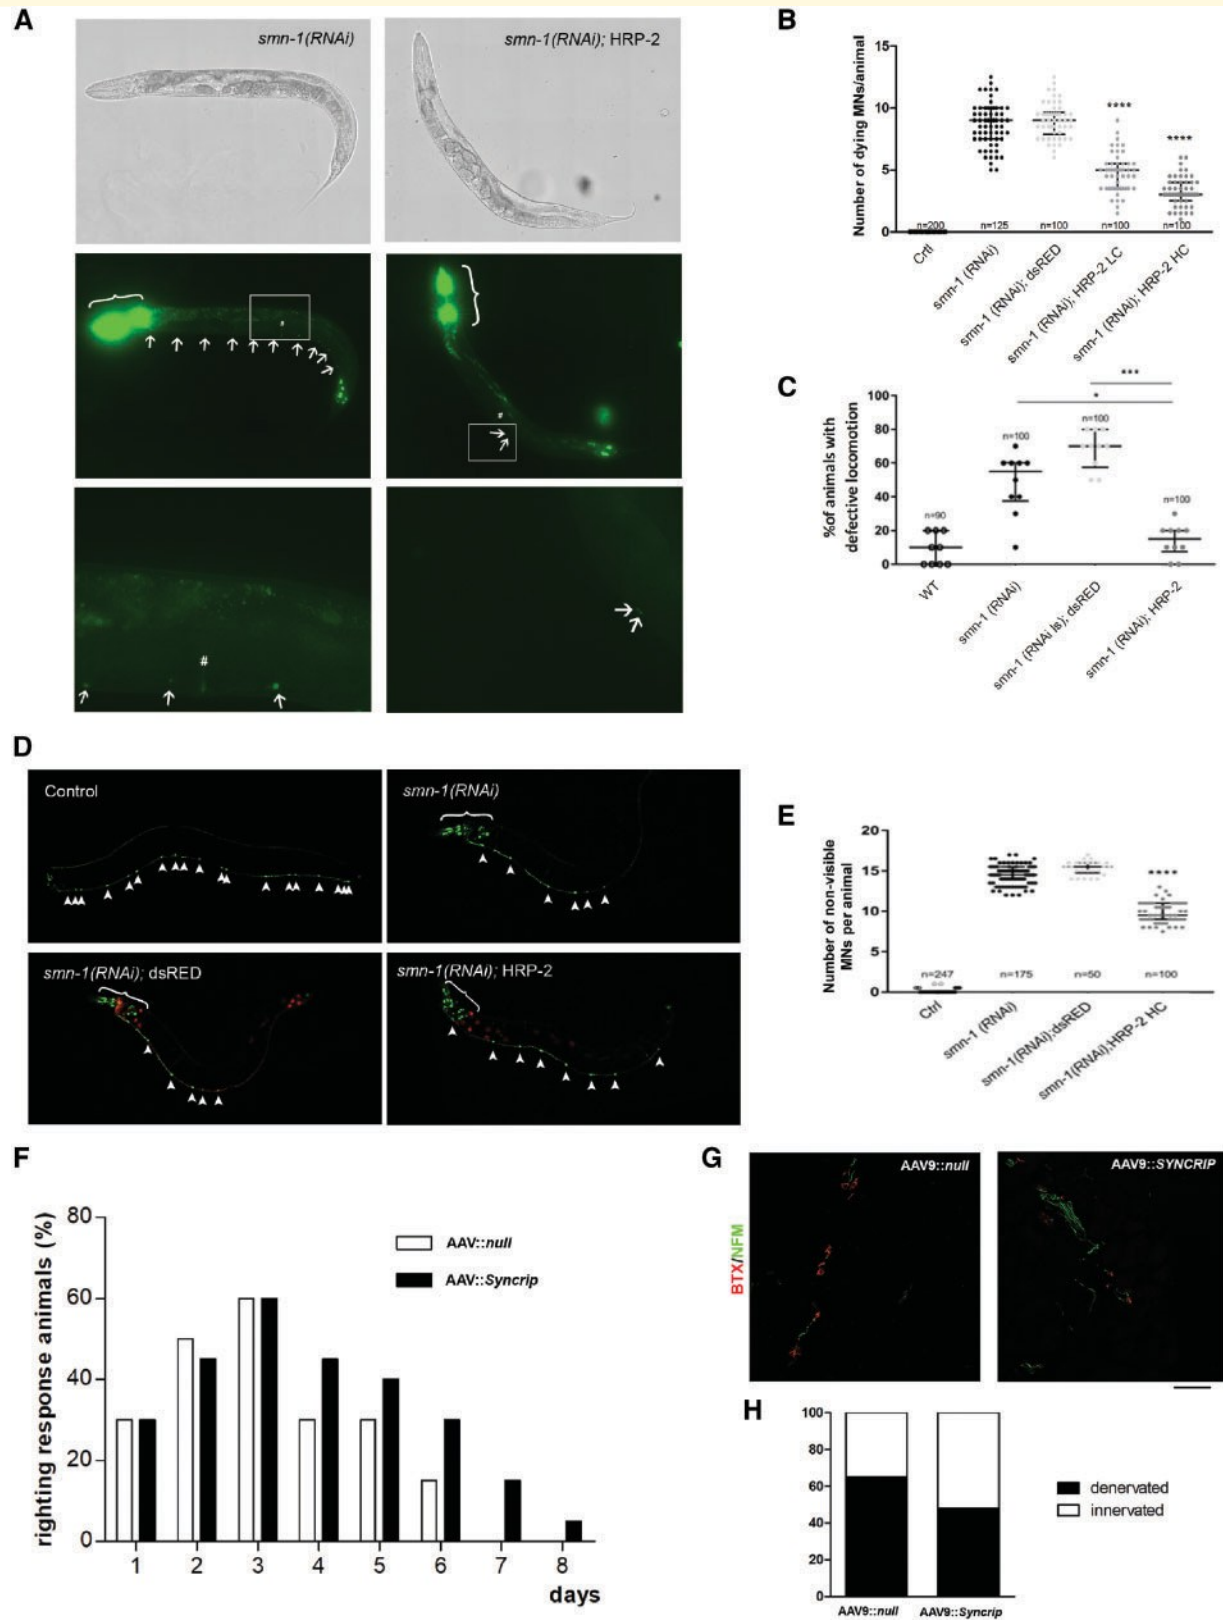 A
smn-1(RNAi)
smn-1(RNAi); HRP-2
#
#
B
Number of dying MNs/animal
15
10
5
0
****
****
n=200
n=125
n=100
n=100
n=100
Crtl
smn-1 (RNAi)
smn-1 (RNAi); dsRED
smn-1 (RNAi); HRP-2 LC
smn-1 (RNAi); HRP-2 HC
C
%of animals with
defective locomotion
100
80
60
40
20
0
***
*
n=90
n=100
n=100
n=100
WT
smn-1 (RNAi)
smn-1 (RNAi Is); dsRED
smn-1 (RNAi); HRP-2
D
Control
smn-1(RNAi)
smn-1(RNAi); dsRED
smn-1(RNAi); HRP-2
E
Number of non-visible
MNs per animal
20
15
10
5
0
****
n=247
n=175
n=50
n=100
Ctrl
smn-1 (RNAi)
smn-1(RNAi);dsRED
smn-1(RNAi);HRP-2 HC
F
righting response animals (%)
80
60
40
20
0
AAV::null
AAV::Syncrip
1 2 3 4 5 6 7 8
days
G
BTX/NFM
AAV9::null
AAV9::SYNCRIP
H
100
80
60
40
20
0
denervated
innervated
AAV9::null
AAV9::Syncrip